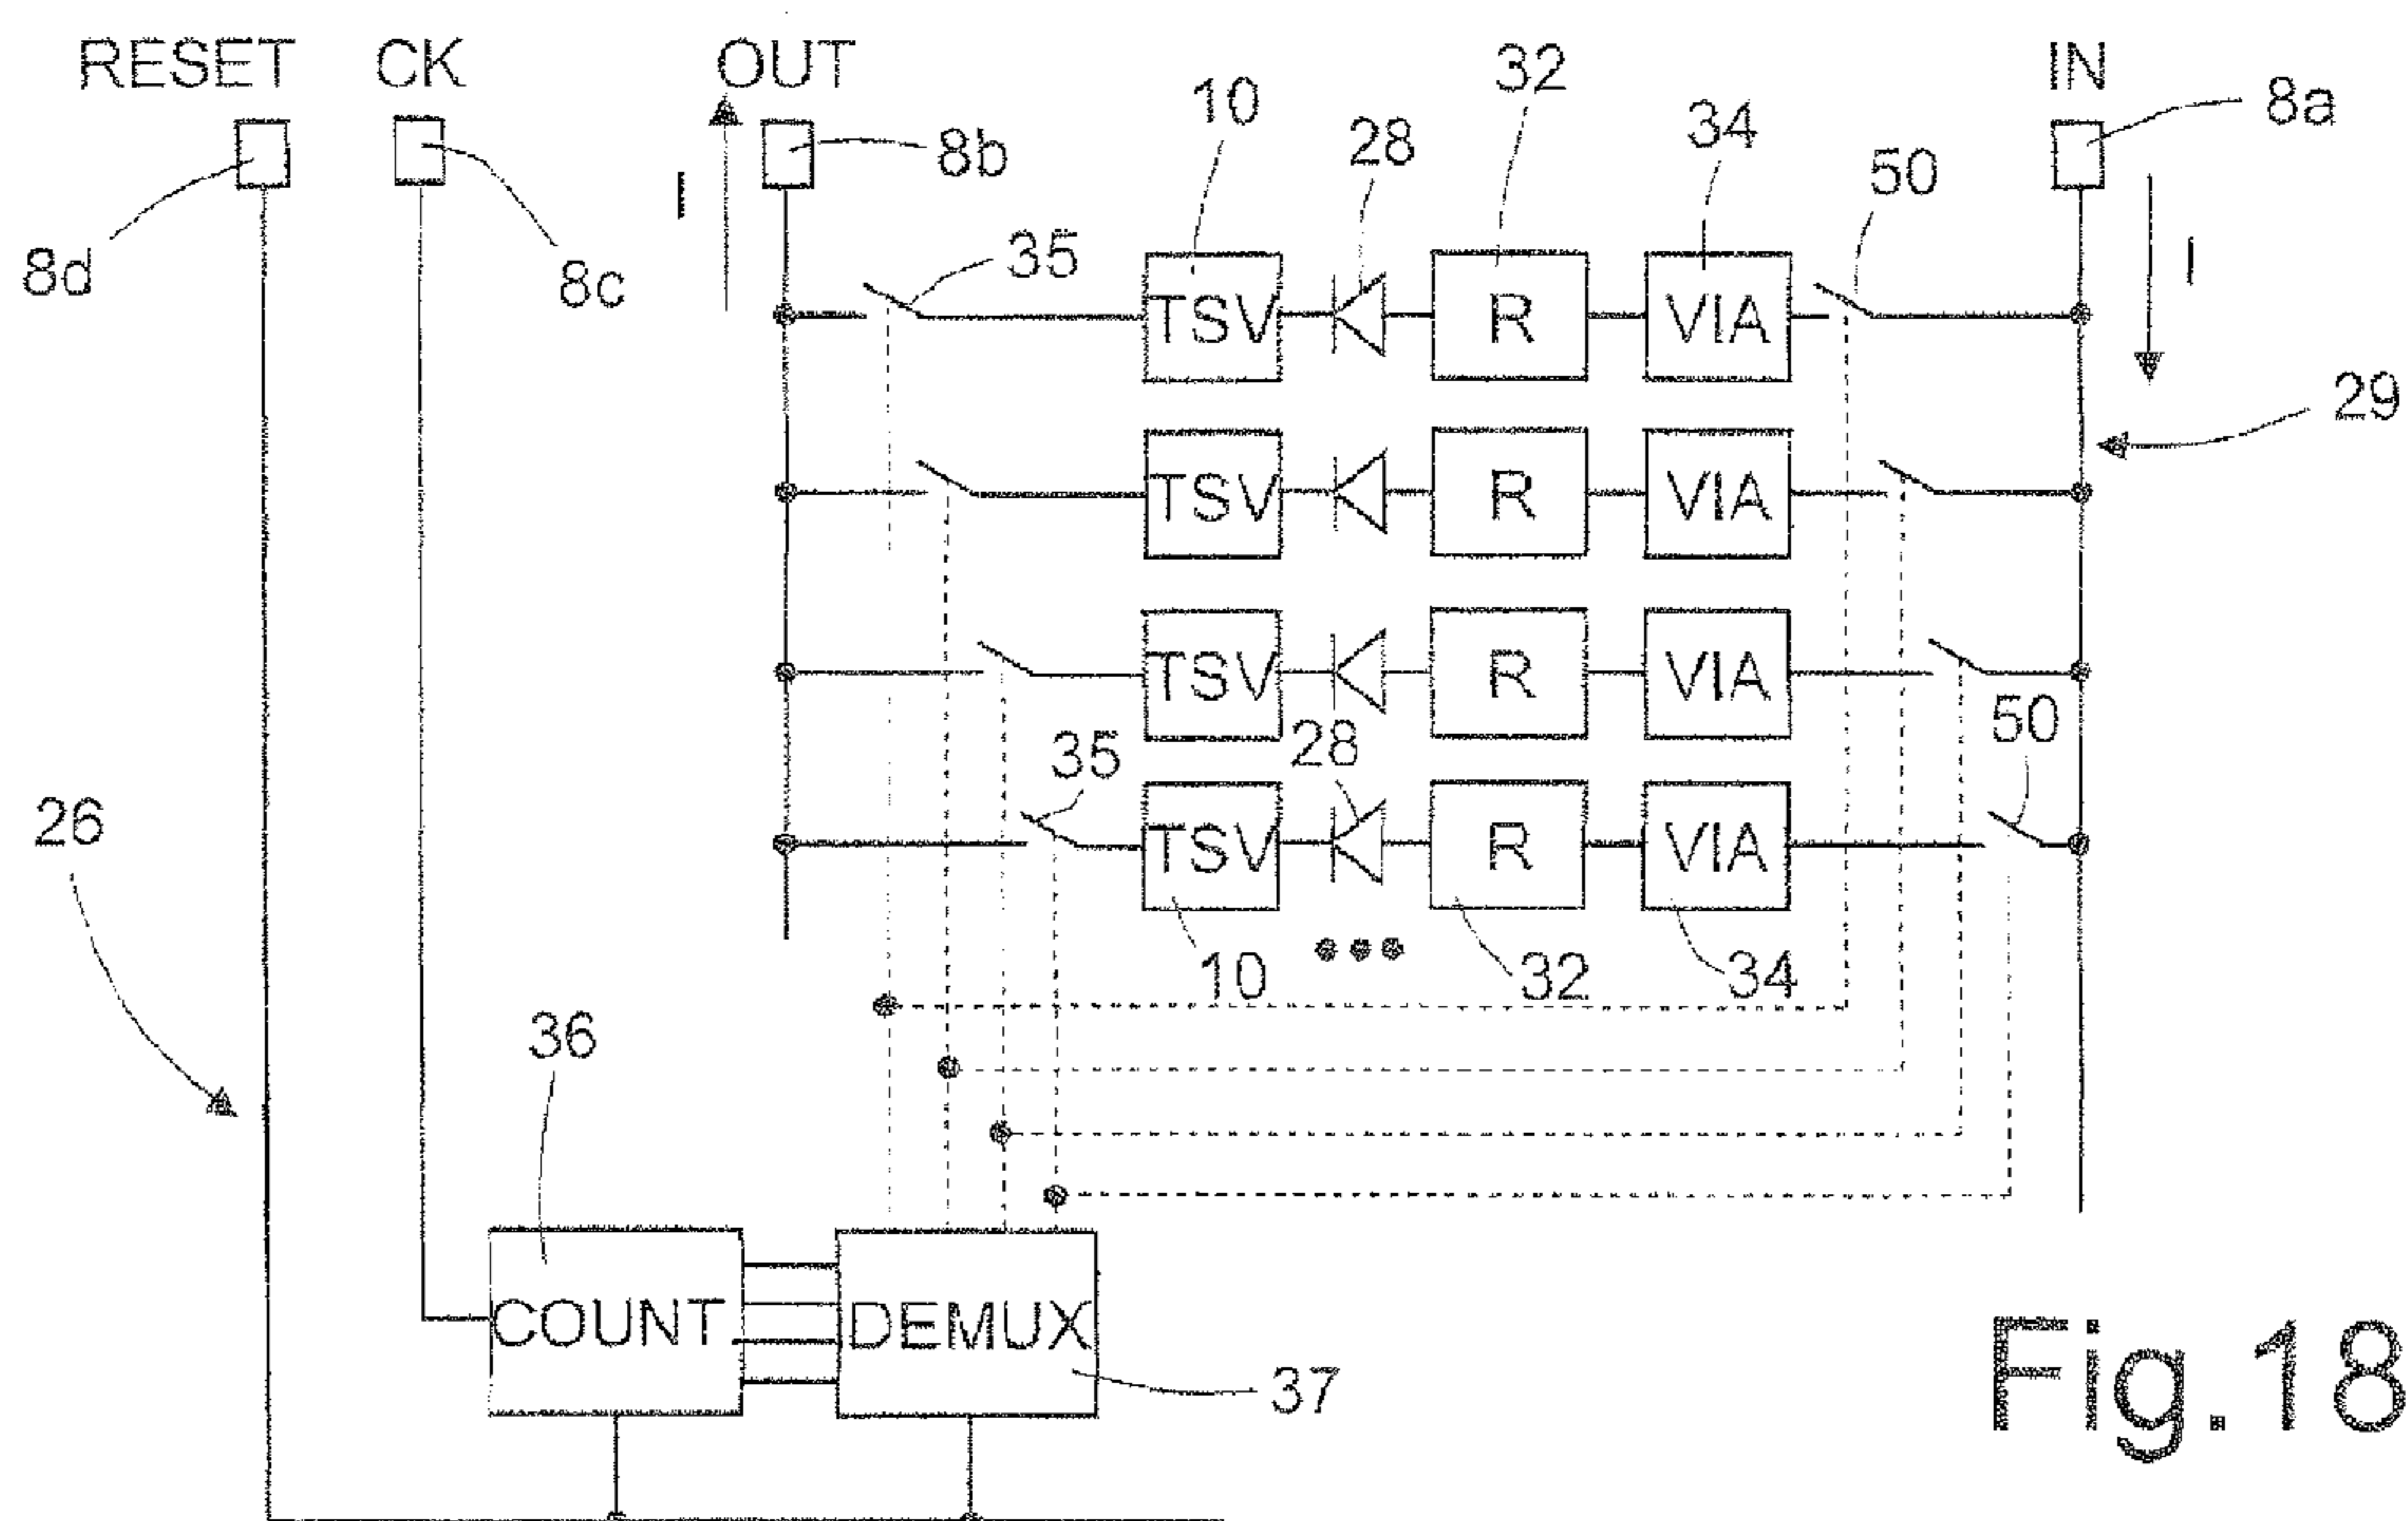 RESET CK OUT IN
10 28 32 34 50 8a
8d 8c I 8b 35 I
TSV R VIA
29
TSV R VIA
TSV R VIA
35 28 50
26
TSV R VIA
10 ••• 32 34
36
COUNT DEMUX
37
Fig.18